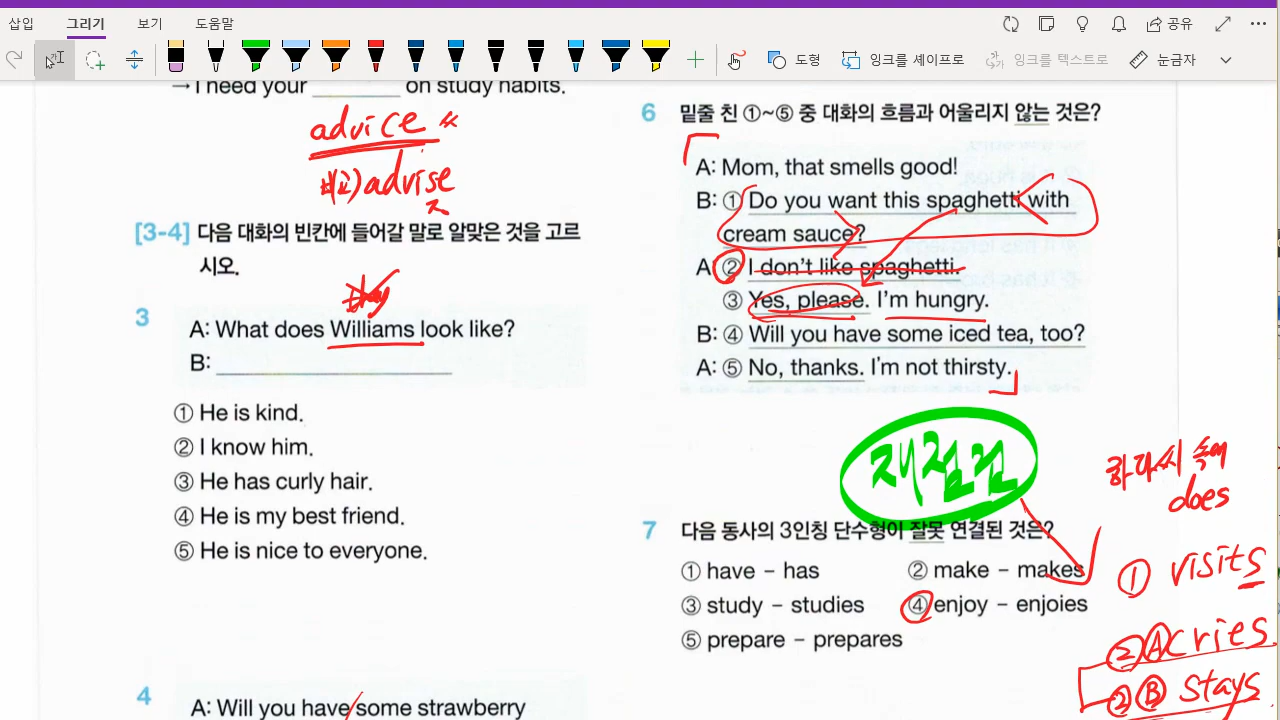 삽입 그리기 보기 도움말 공유
도형 잉크를 셰이프로 잉크를 텍스트로 눈금자
→ I need your ________ on study habits.
advice
advise
[3-4] 다음 대화의 빈칸에 들어갈 말로 알맞은 것을 고르
시오.
3
A: What does Williams look like?
B: ____________________
① He is kind.
② I know him.
③ He has curly hair.
④ He is my best friend.
⑤ He is nice to everyone.
4
A: Will you have some strawberry
6 밑줄 친 ①~⑤ 중 대화의 흐름과 어울리지 않는 것은?
A: Mom, that smells good!
B: ① Do you want this spaghetti with
cream sauce?
A: ② I don't like spaghetti.
③ Yes, please. I'm hungry.
B: ④ Will you have some iced tea, too?
A: ⑤ No, thanks. I'm not thirsty.
재점검
하다씨 속에
does
7 다음 동사의 3인칭 단수형이 잘못 연결된 것은?
① have – has ② make – makes
③ study – studies ④ enjoy – enjoies
⑤ prepare – prepares
① visits
② Ⓐ cries
② Ⓑ stays